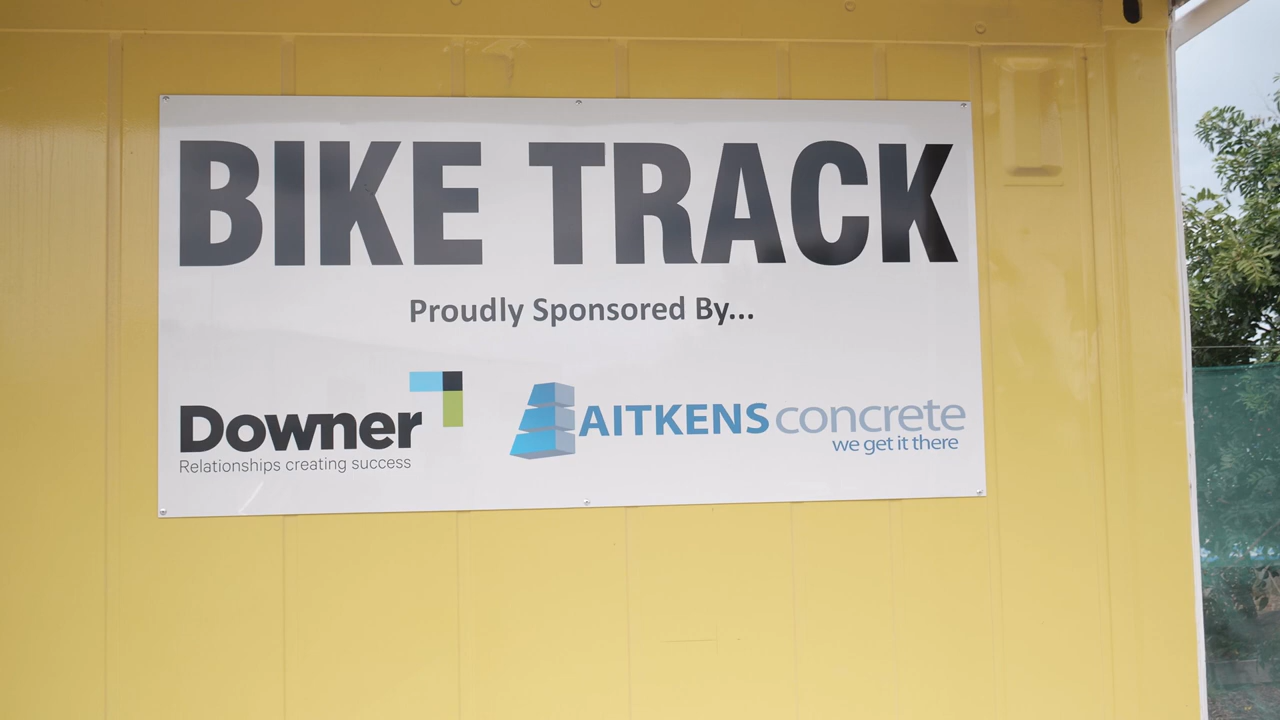 BIKE TRACK
Proudly Sponsored By...
Downer
Relationships creating success
AITKENS concrete
we get it there